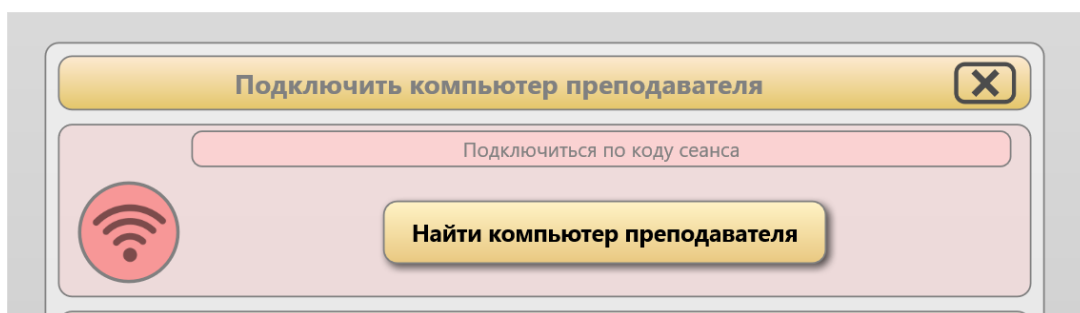 Подключить компьютер преподавателя
Подключиться по коду сеанса
Найти компьютер преподавателя